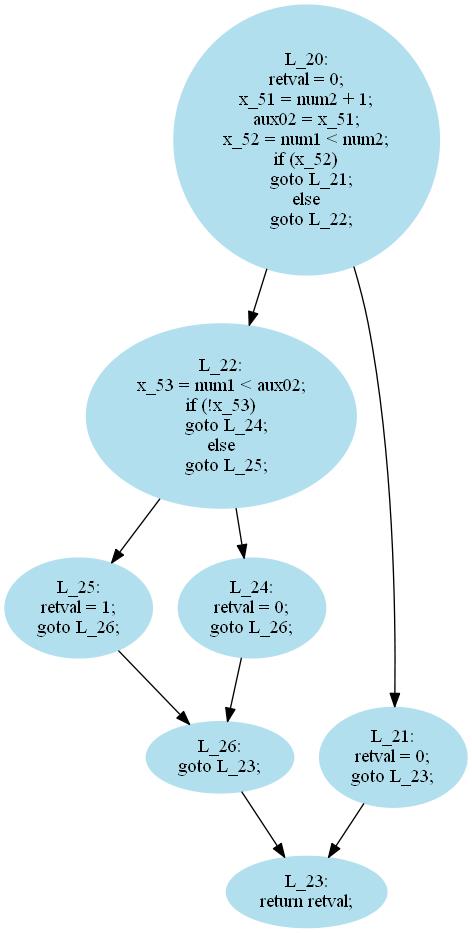 L_20:
retval = 0;
x_51 = num2 + 1;
aux02 = x_51;
x_52 = num1 < num2;
if (x_52)
goto L_21;
else
goto L_22;
L_22:
x_53 = num1 < aux02;
if (!x_53)
goto L_24;
else
goto L_25;
L_25:
retval = 1;
goto L_26;
L_24:
retval = 0;
goto L_26;
L_26:
goto L_23;
L_21:
retval = 0;
goto L_23;
L_23:
return retval;